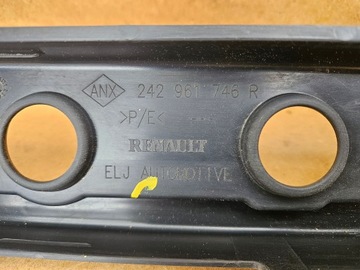 ANX 242 961 746 R
>P/E<
RENAULT
ELJ AUTOMOTIVE